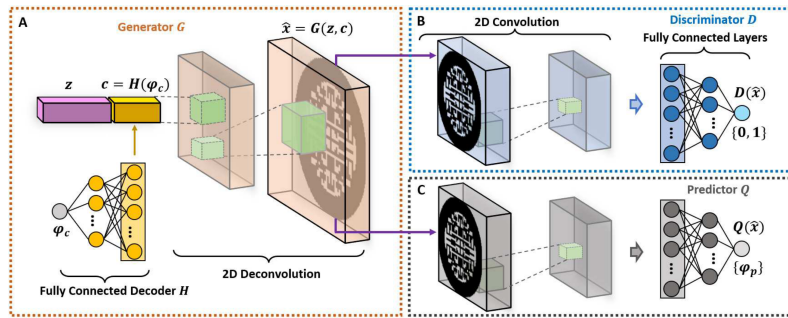 A
Generator G
x̂ = G(z, c)
z
c = H(φc)
φc
2D Deconvolution
Fully Connected Decoder H
B
2D Convolution
Discriminator D
Fully Connected Layers
D(x̂)
{0, 1}
C
Predictor Q
Q(x̂)
{φp}